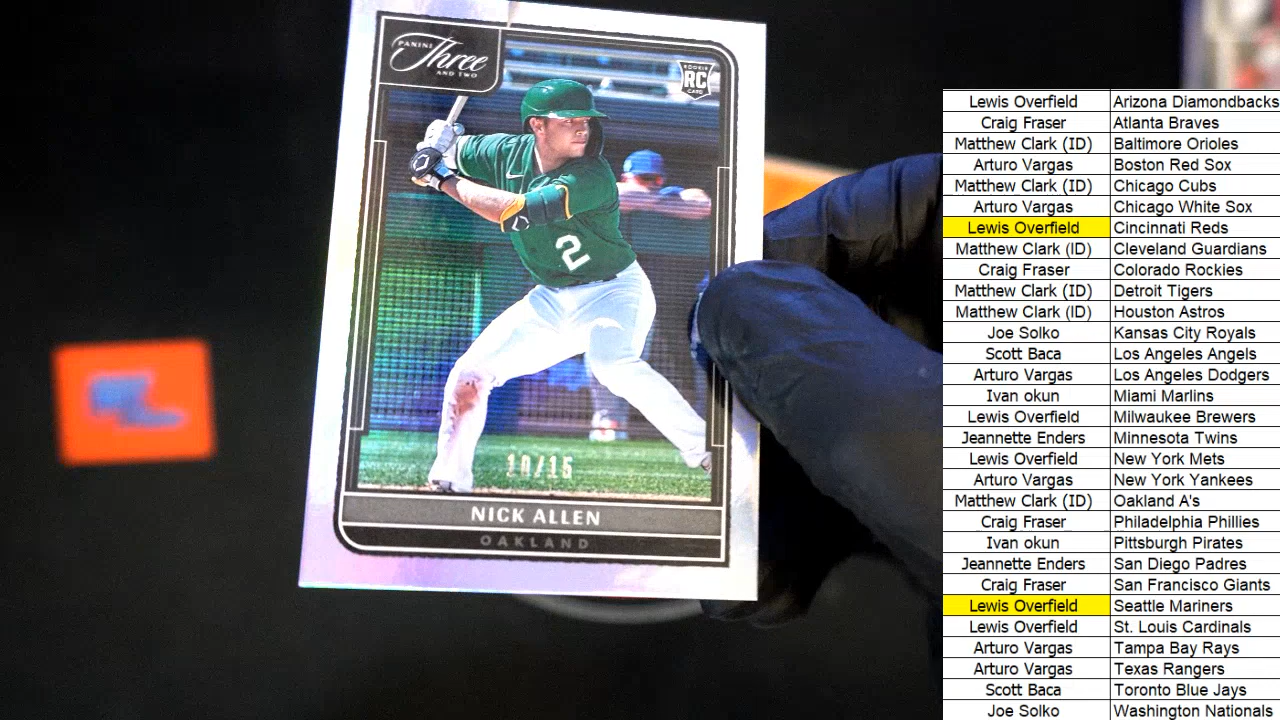 PANINI
Three
AND TWO
ROOKIE
RC
CARD
2
10/15
NICK ALLEN
OAKLAND
Lewis Overfield Arizona Diamondbacks
Craig Fraser Atlanta Braves
Matthew Clark (ID) Baltimore Orioles
Arturo Vargas Boston Red Sox
Matthew Clark (ID) Chicago Cubs
Arturo Vargas Chicago White Sox
Lewis Overfield Cincinnati Reds
Matthew Clark (ID) Cleveland Guardians
Craig Fraser Colorado Rockies
Matthew Clark (ID) Detroit Tigers
Matthew Clark (ID) Houston Astros
Joe Solko Kansas City Royals
Scott Baca Los Angeles Angels
Arturo Vargas Los Angeles Dodgers
Ivan okun Miami Marlins
Lewis Overfield Milwaukee Brewers
Jeannette Enders Minnesota Twins
Lewis Overfield New York Mets
Arturo Vargas New York Yankees
Matthew Clark (ID) Oakland A's
Craig Fraser Philadelphia Phillies
Ivan okun Pittsburgh Pirates
Jeannette Enders San Diego Padres
Craig Fraser San Francisco Giants
Lewis Overfield Seattle Mariners
Lewis Overfield St. Louis Cardinals
Arturo Vargas Tampa Bay Rays
Arturo Vargas Texas Rangers
Scott Baca Toronto Blue Jays
Joe Solko Washington Nationals